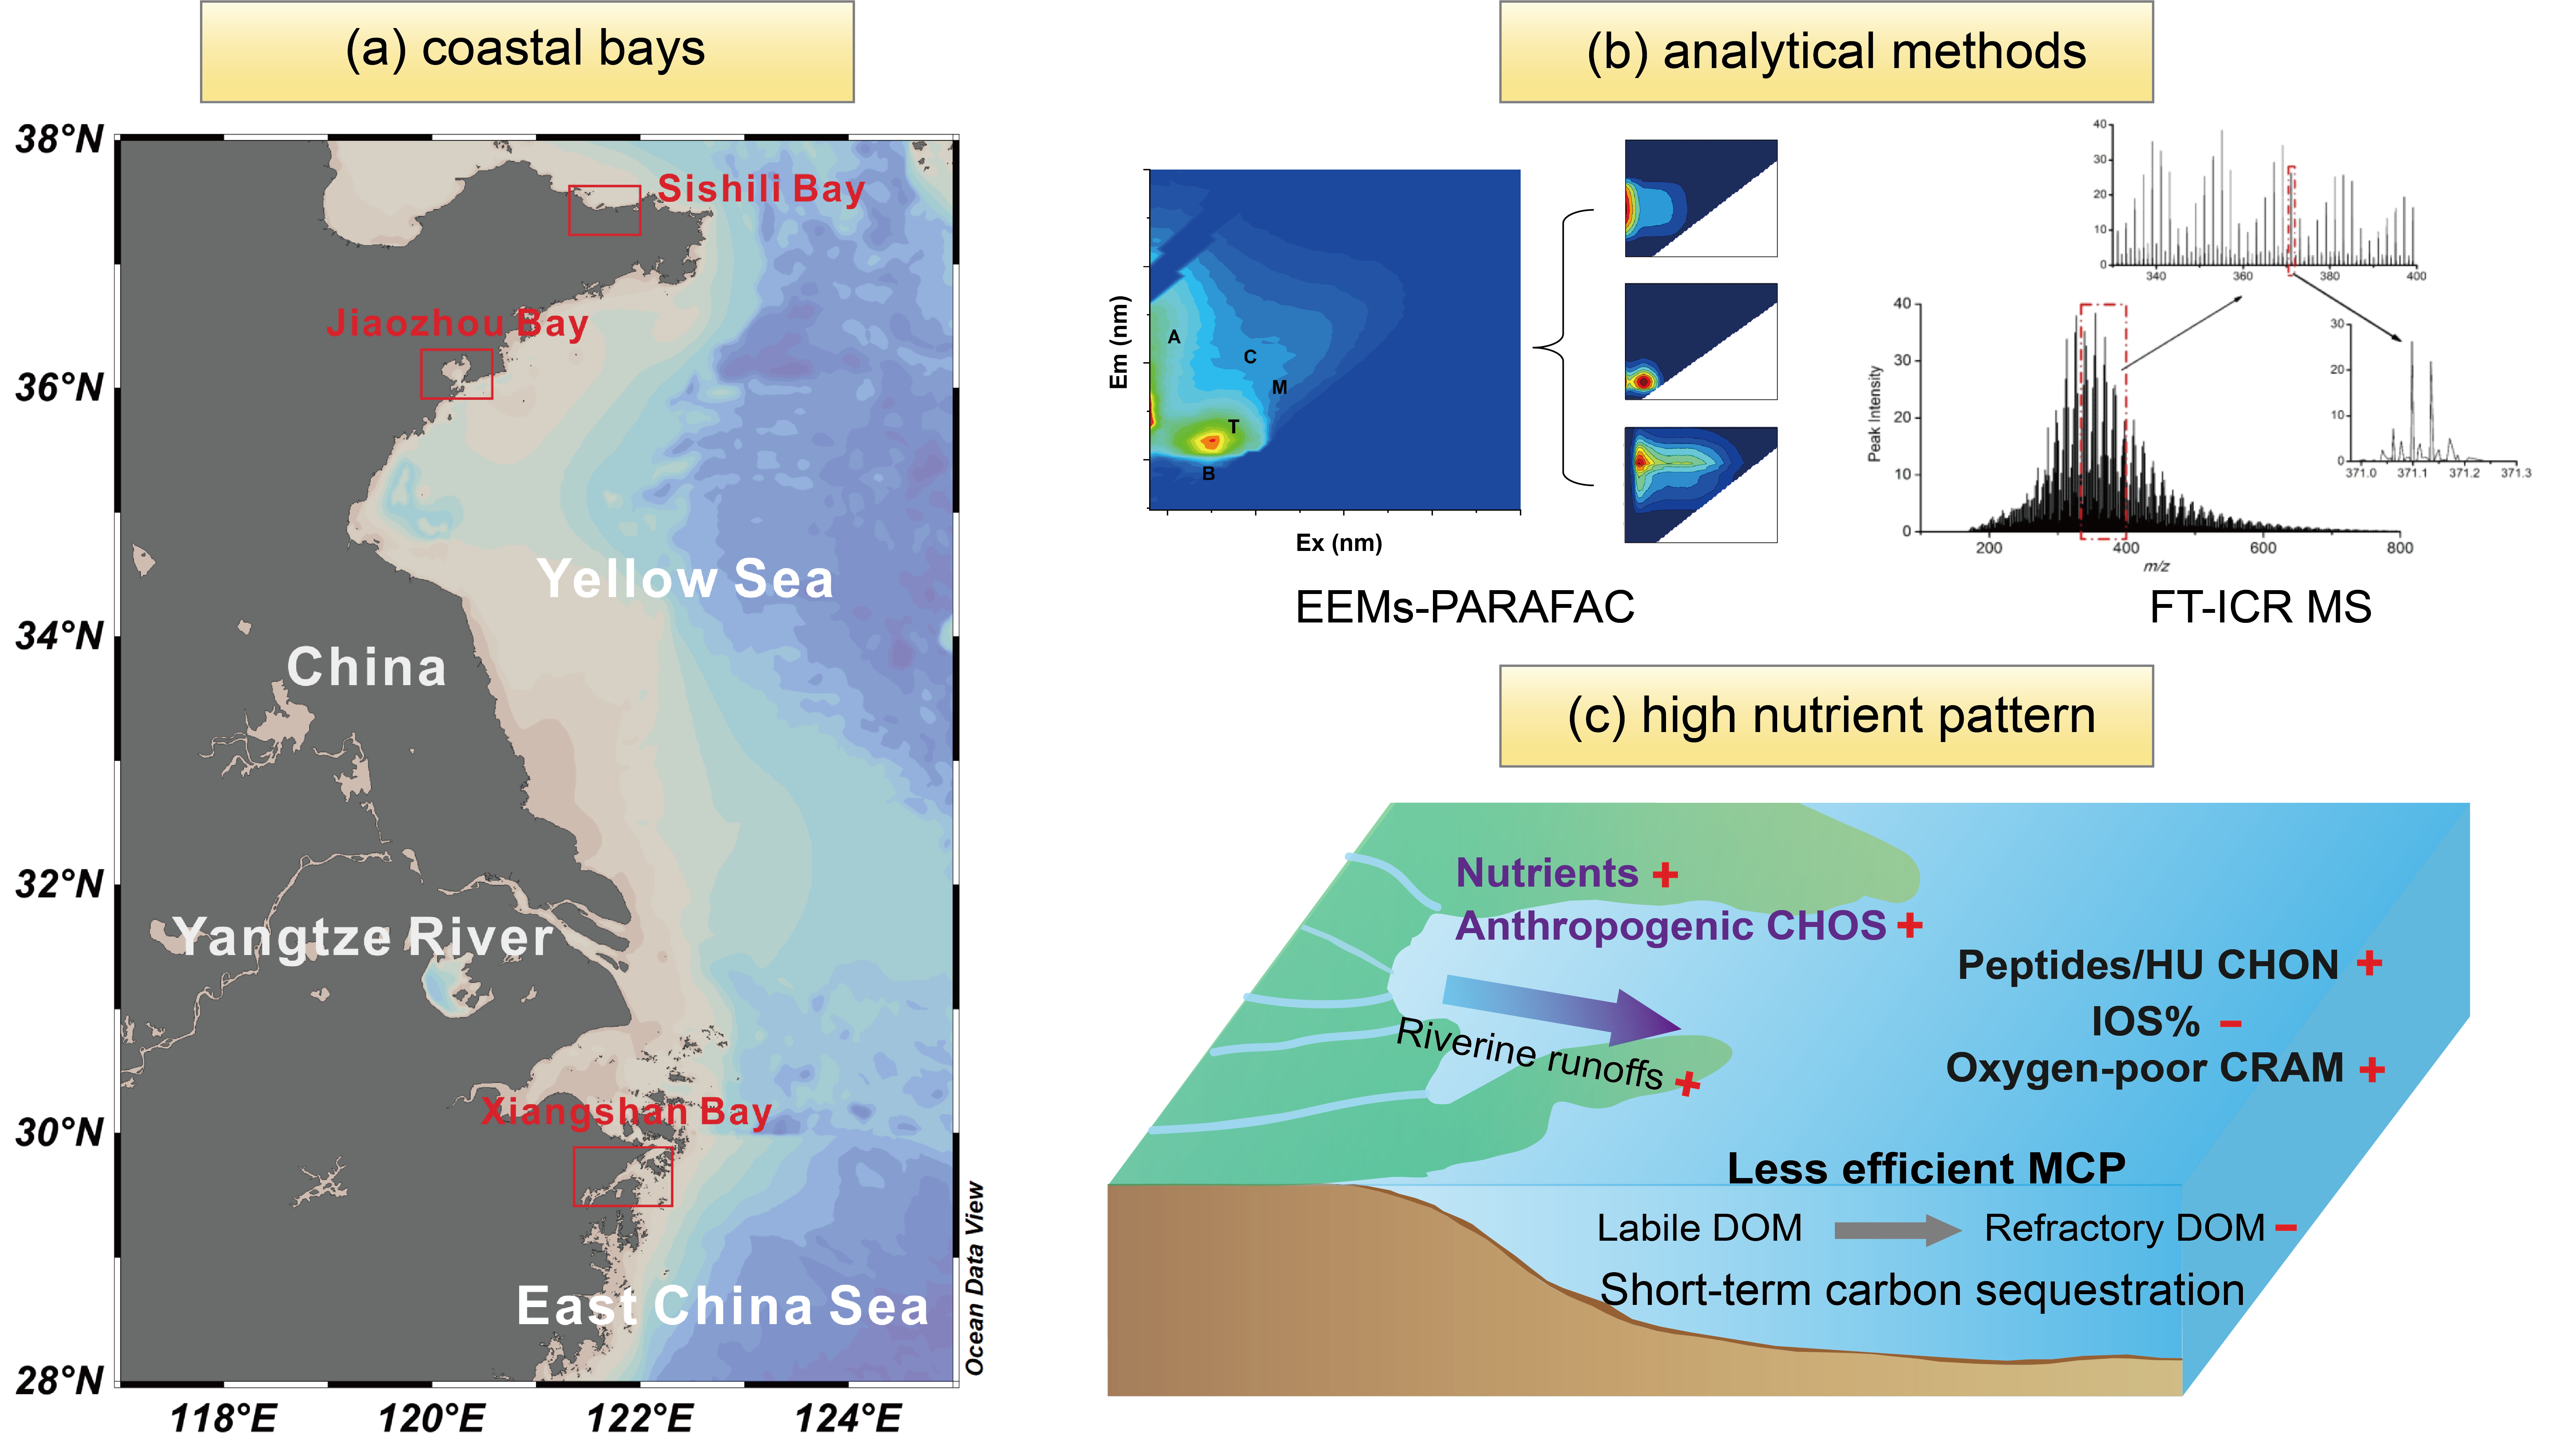 (a) coastal bays
38°N
36°N
34°N
32°N
30°N
28°N
118°E
120°E
122°E
124°E
Sishili Bay
Jiaozhou Bay
Yellow Sea
China
Yangtze River
Xiangshan Bay
East China Sea
Ocean Data View
(b) analytical methods
Em (nm)
A
C
M
T
B
Ex (nm)
EEMs-PARAFAC
40
30
20
10
0
340
360
380
400
Peak Intensity
40
30
20
10
0
200
400
600
800
m/z
30
20
10
0
371.0
371.1
371.2
371.3
FT-ICR MS
(c) high nutrient pattern
Nutrients +
Anthropogenic CHOS +
Riverine runoffs +
Peptides/HU CHON +
IOS% −
Oxygen-poor CRAM +
Less efficient MCP
Labile DOM
Refractory DOM −
Short-term carbon sequestration